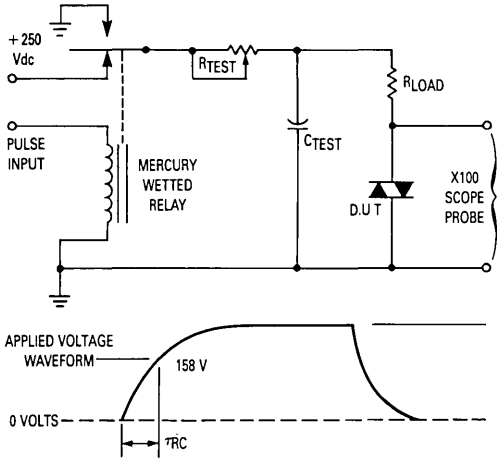 + 250
Vdc
PULSE
INPUT
MERCURY
WETTED
RELAY
RTEST
CTEST
RLOAD
D.U T
X100
SCOPE
PROBE
APPLIED VOLTAGE
WAVEFORM
158 V
0 VOLTS
τRC